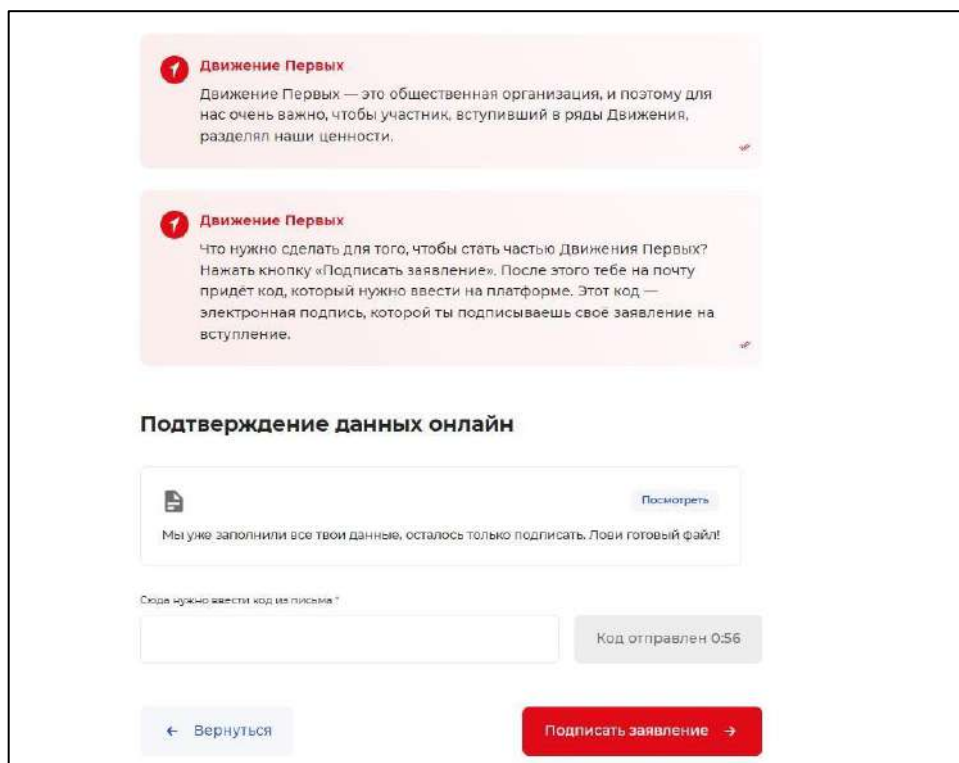 Движение Первых
Движение Первых — это общественная организация, и поэтому для
нас очень важно, чтобы участник, вступивший в ряды Движения,
разделял наши ценности.
Движение Первых
Что нужно сделать для того, чтобы стать частью Движения Первых?
Нажать кнопку «Подписать заявление». После этого тебе на почту
придёт код, который нужно ввести на платформе. Этот код —
электронная подпись, которой ты подписываешь своё заявление на
вступление.
Подтверждение данных онлайн
Посмотреть
Мы уже заполнили все твои данные, осталось только подписать. Лови готовый файл!
Сюда нужно ввести код из письма *
Код отправлен 0:56
← Вернуться
Подписать заявление →